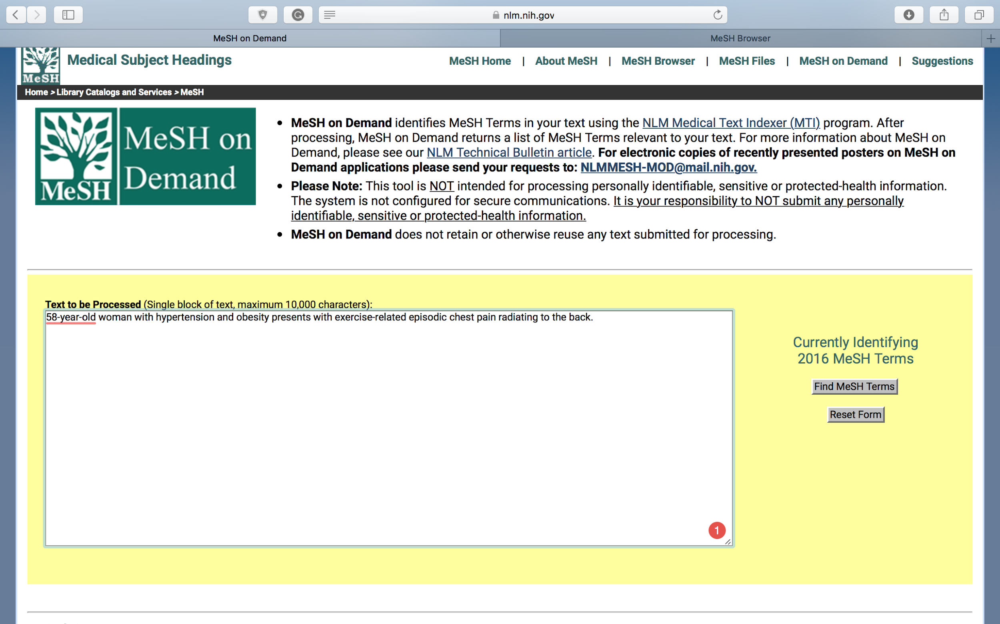 nlm.nih.gov
MeSH on Demand
MeSH Browser
MeSH
Medical Subject Headings
MeSH Home | About MeSH | MeSH Browser | MeSH Files | MeSH on Demand | Suggestions
Home > Library Catalogs and Services > MeSH
MeSH
MeSH on
Demand
• MeSH on Demand identifies MeSH Terms in your text using the NLM Medical Text Indexer (MTI) program. After
processing, MeSH on Demand returns a list of MeSH Terms relevant to your text. For more information about MeSH on
Demand, please see our NLM Technical Bulletin article. For electronic copies of recently presented posters on MeSH on
Demand applications please send your requests to: NLMMESH-MOD@mail.nih.gov.
• Please Note: This tool is NOT intended for processing personally identifiable, sensitive or protected-health information.
The system is not configured for secure communications. It is your responsibility to NOT submit any personally
identifiable, sensitive or protected-health information.
• MeSH on Demand does not retain or otherwise reuse any text submitted for processing.
Text to be Processed (Single block of text, maximum 10,000 characters):
58-year-old woman with hypertension and obesity presents with exercise-related episodic chest pain radiating to the back.
Currently Identifying
2016 MeSH Terms
Find MeSH Terms
Reset Form
1